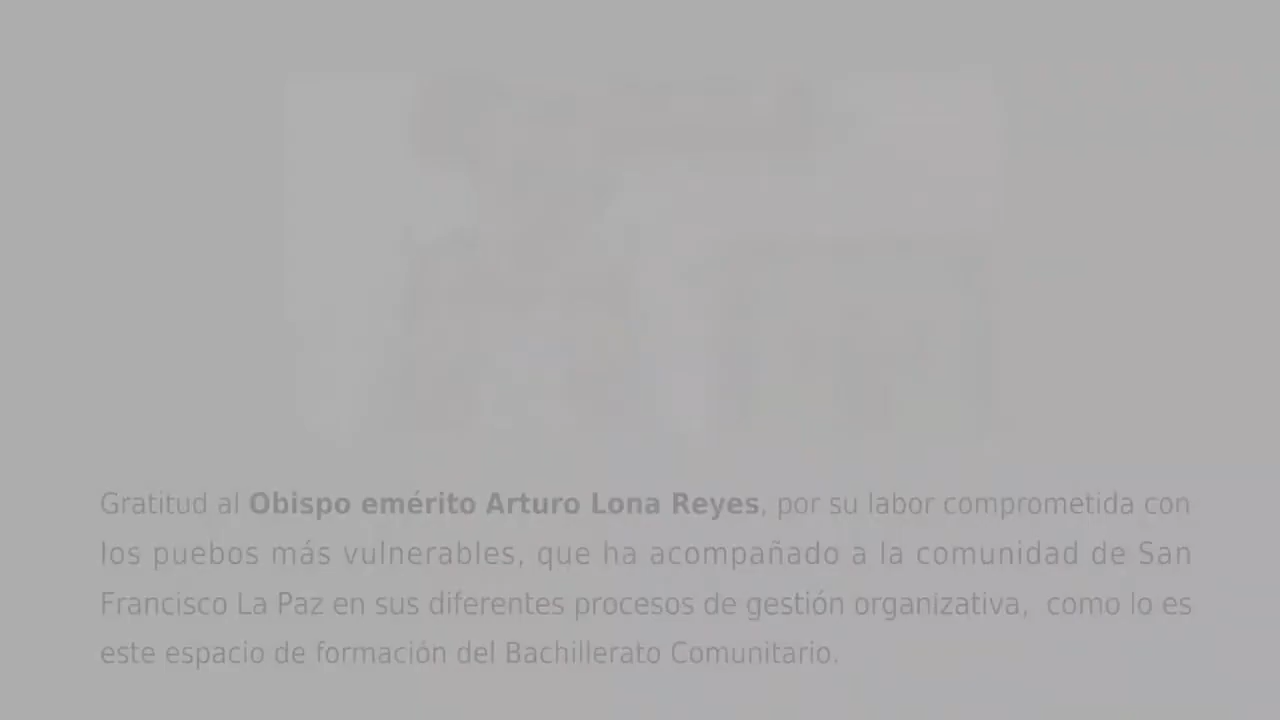 Gratitud al Obispo emérito Arturo Lona Reyes, por su labor comprometida con
los puebos más vulnerables, que ha acompañado a la comunidad de San
Francisco La Paz en sus diferentes procesos de gestión organizativa, como lo es
este espacio de formación del Bachillerato Comunitario.